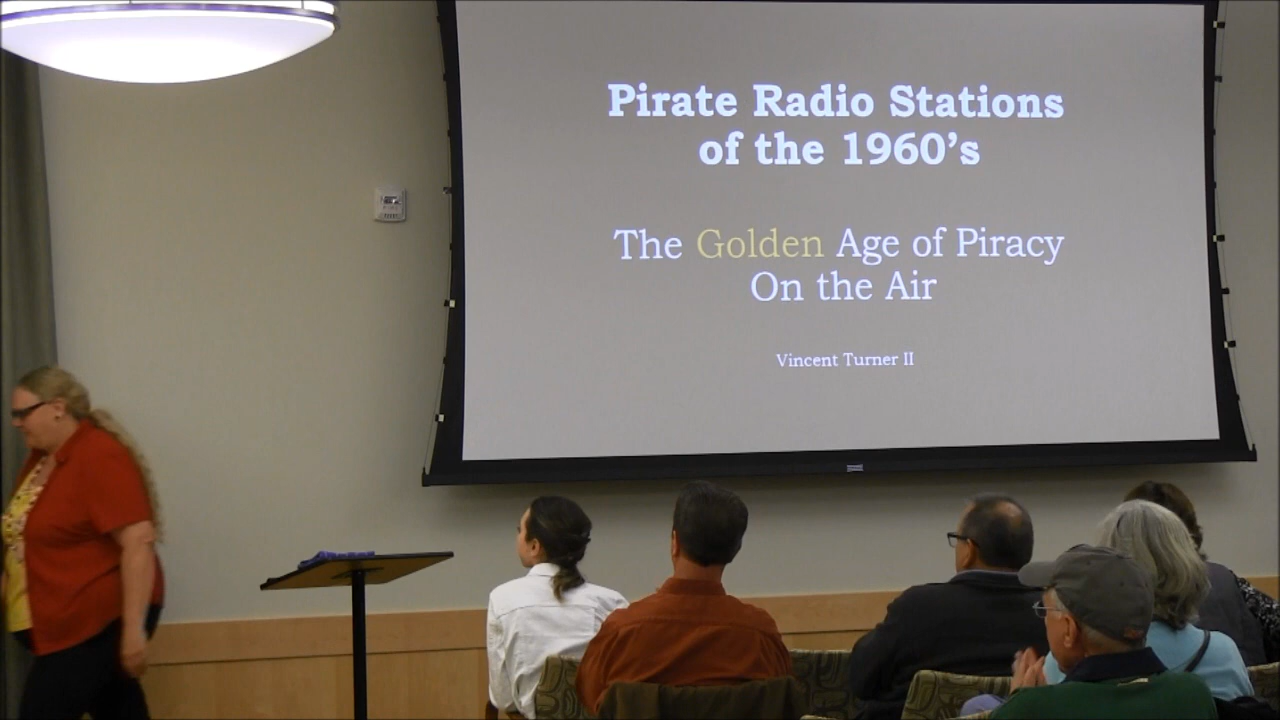 Pirate Radio Stations
of the 1960's
The Golden Age of Piracy
On the Air
Vincent Turner II